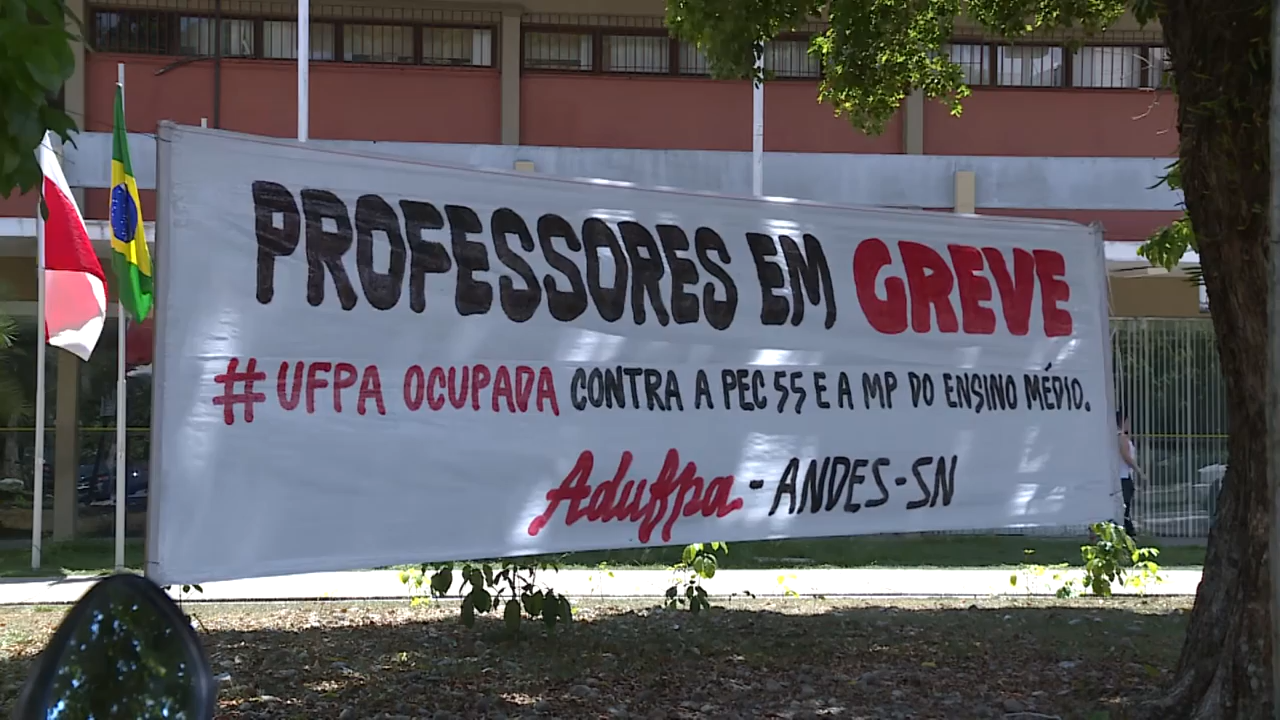 PROFESSORES EM GREVE
#UFPA OCUPADA CONTRA A PEC 55 E A MP DO ENSINO MÉDIO.
Adufpa-ANDES-SN